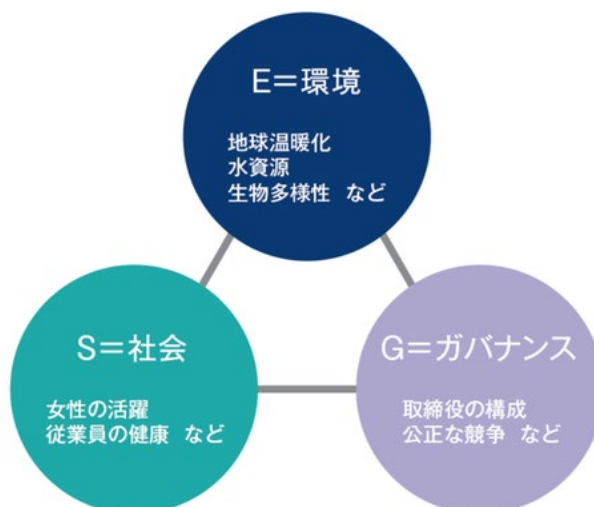 E＝環境
地球温暖化
水資源
生物多様性 など
S＝社会
女性の活躍
従業員の健康 など
G＝ガバナンス
取締役の構成
公正な競争 など